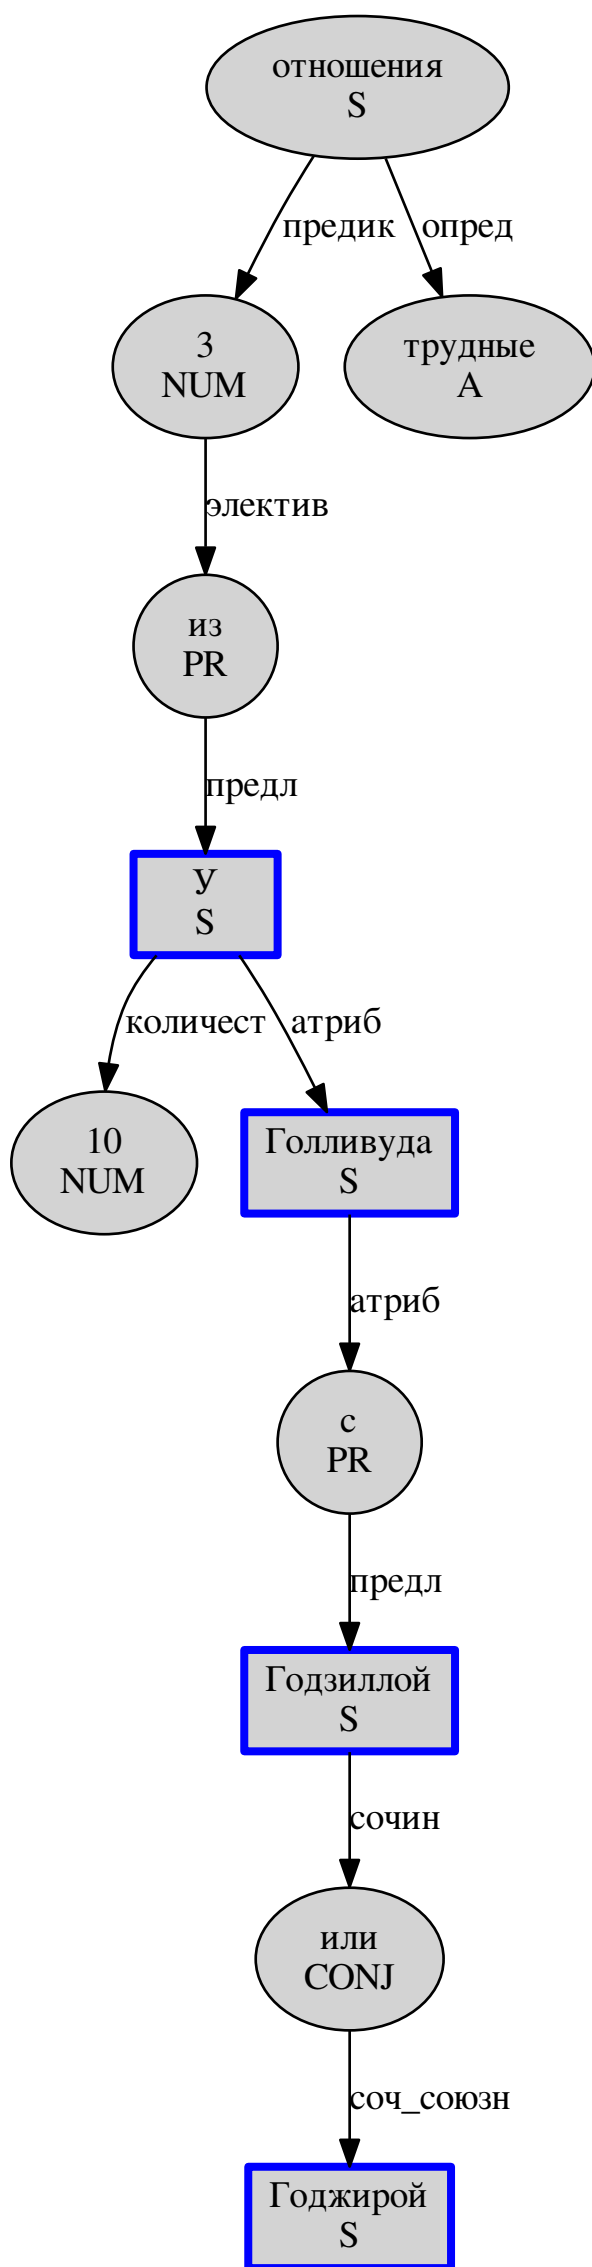 отношения
S
предик опред
3
NUM
трудные
A
электив
из
PR
предл
У
S
количест атриб
10
NUM
Голливуда
S
атриб
с
PR
предл
Годзиллой
S
сочин
или
CONJ
соч_союзн
Годжирой
S